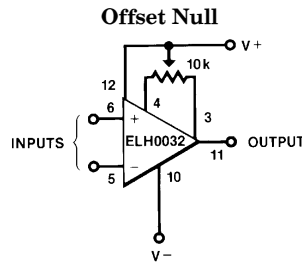 Offset Null
V+
10k
12
4
6
+
3
INPUTS
ELH0032
OUTPUT
11
−
5
10
V−